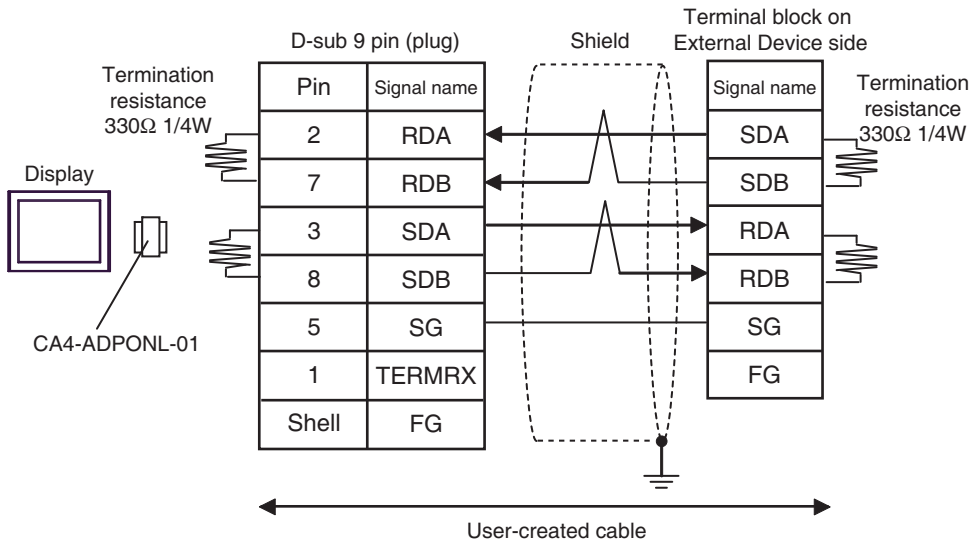 Terminal block on
External Device side
D-sub 9 pin (plug)
Shield
Termination
resistance
330Ω 1/4W
Pin Signal name
2 RDA
7 RDB
3 SDA
8 SDB
5 SG
1 TERMRX
Shell FG
Signal name
SDA
SDB
RDA
RDB
SG
FG
Termination
resistance
330Ω 1/4W
Display
CA4-ADPONL-01
User-created cable